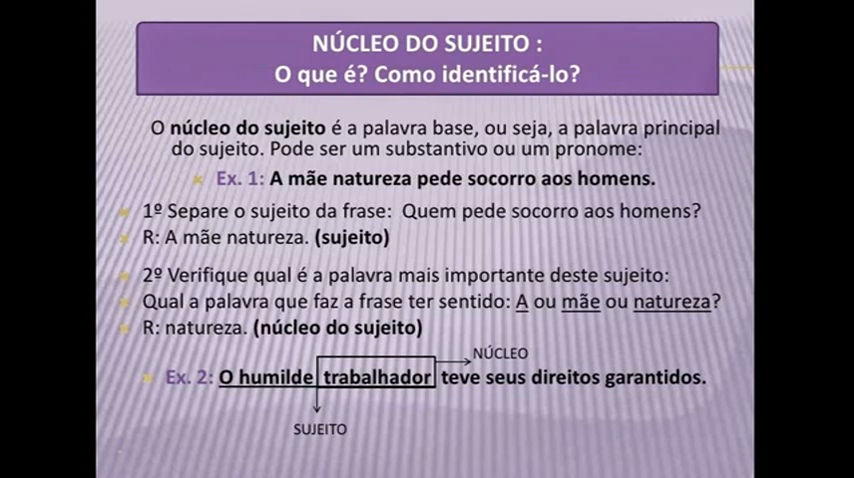 NÚCLEO DO SUJEITO :
O que é? Como identificá-lo?
O núcleo do sujeito é a palavra base, ou seja, a palavra principal
do sujeito. Pode ser um substantivo ou um pronome:
Ex. 1: A mãe natureza pede socorro aos homens.
1º Separe o sujeito da frase: Quem pede socorro aos homens?
R: A mãe natureza. (sujeito)
2º Verifique qual é a palavra mais importante deste sujeito:
Qual a palavra que faz a frase ter sentido: A ou mãe ou natureza?
R: natureza. (núcleo do sujeito)
NÚCLEO
Ex. 2: O humilde trabalhador teve seus direitos garantidos.
SUJEITO